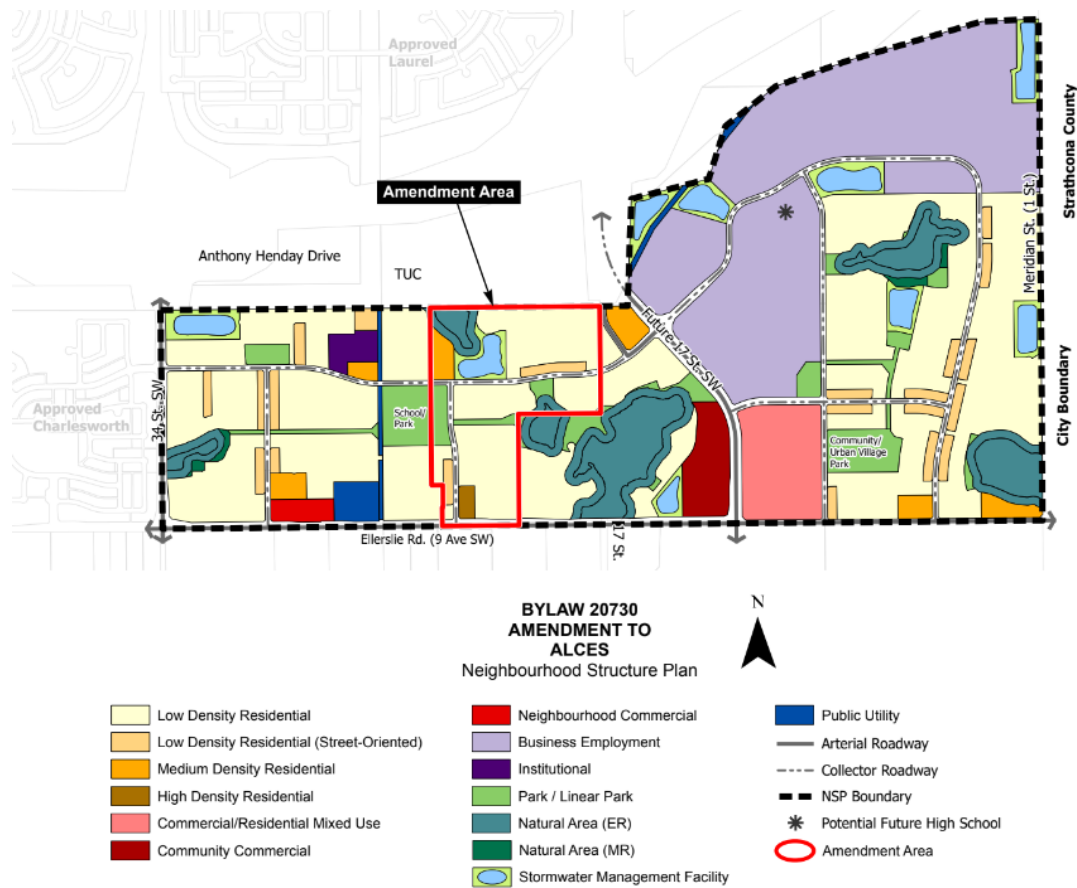 Approved
Laurel
Strathcona County
Amendment Area
Meridian St. (1 St.)
Anthony Henday Drive
TUC
Future 17 St. SW
City Boundary
34 St. SW
Approved
Charlesworth
School/
Park
Community/
Urban Village
Park
Ellerslie Rd. (9 Ave SW)
17 St.
BYLAW 20730
AMENDMENT TO
ALCES
Neighbourhood Structure Plan
N
Low Density Residential
Low Density Residential (Street-Oriented)
Medium Density Residential
High Density Residential
Commercial/Residential Mixed Use
Community Commercial
Neighbourhood Commercial
Business Employment
Institutional
Park / Linear Park
Natural Area (ER)
Natural Area (MR)
Stormwater Management Facility
Public Utility
Arterial Roadway
Collector Roadway
NSP Boundary
Potential Future High School
Amendment Area